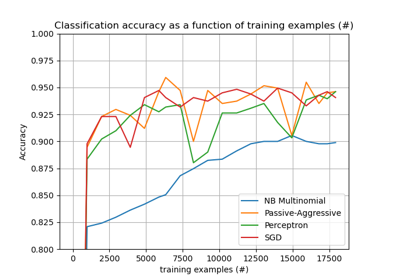 Classification accuracy as a function of training examples (#)
1.000
0.975
0.950
0.925
0.900
0.875
0.850
0.825
0.800
Accuracy
NB Multinomial
Passive-Aggressive
Perceptron
SGD
0 2500 5000 7500 10000 12500 15000 17500
training examples (#)